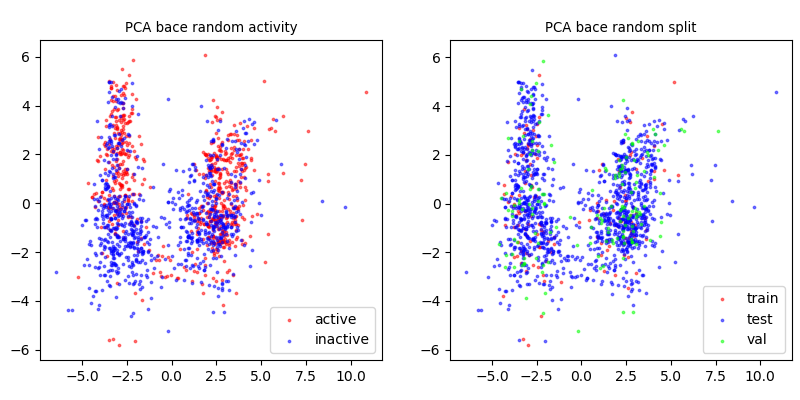 PCA bace random activity
6
4
2
0
−2
−4
−6
−5.0 −2.5 0.0 2.5 5.0 7.5 10.0
active
inactive
PCA bace random split
6
4
2
0
−2
−4
−6
−5.0 −2.5 0.0 2.5 5.0 7.5 10.0
train
test
val